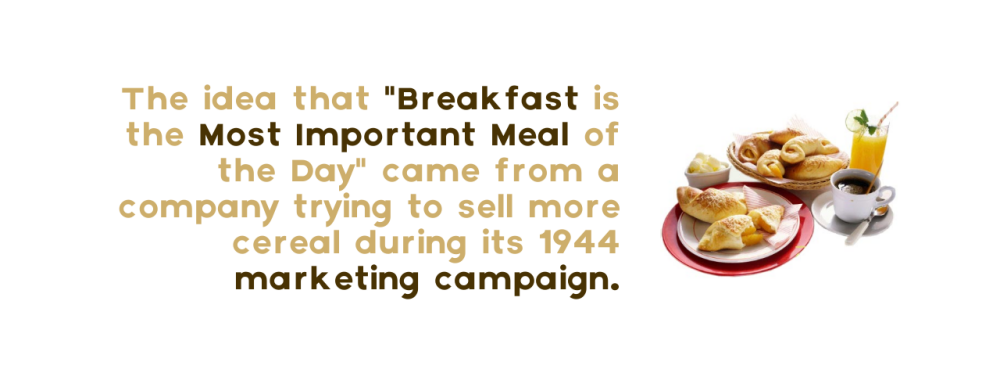 The idea that "Breakfast is
the Most Important Meal of
the Day" came from a
company trying to sell more
cereal during its 1944
marketing campaign.